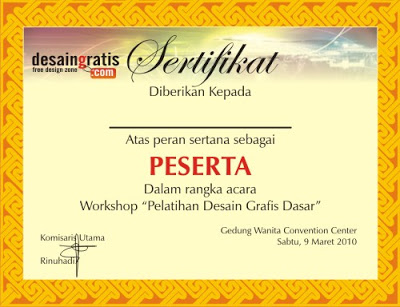 desaingratis
free design zone .com
Sertifikat
Diberikan Kepada
Atas peran sertana sebagai
PESERTA
Dalam rangka acara
Workshop “Pelatihan Desain Grafis Dasar”
Gedung Wanita Convention Center
Sabtu, 9 Maret 2010
Komisaris Utama
Rinuhadi